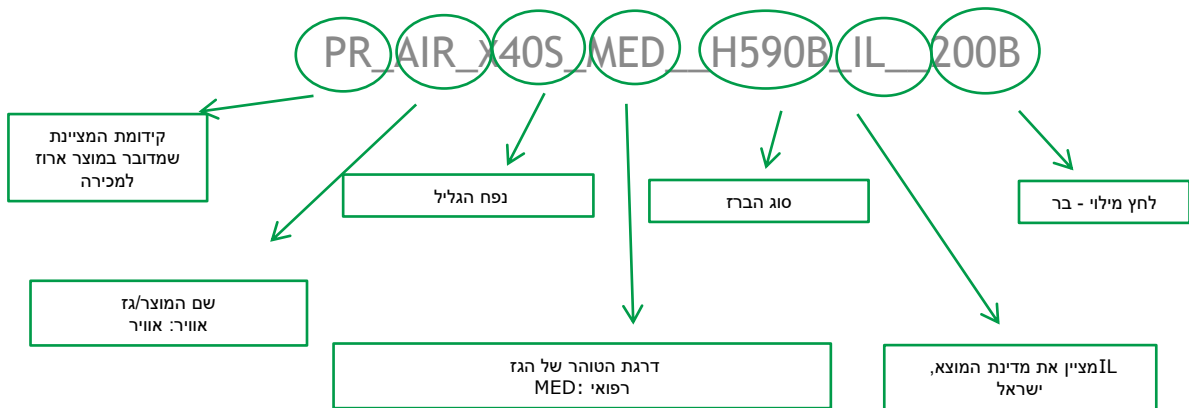 PR_AIR_x40S_MED__H590B_IL__200B
קידומת המציינת
שמדובר במוצר ארוז
למכירה
נפח הגליל
סוג הברז
לחץ מילוי - בר
שם המוצר/גז
אוויר: אוויר
דרגת הטוהר של הגז
רפואי :MED
ILמציין את מדינת המוצא,
ישראל